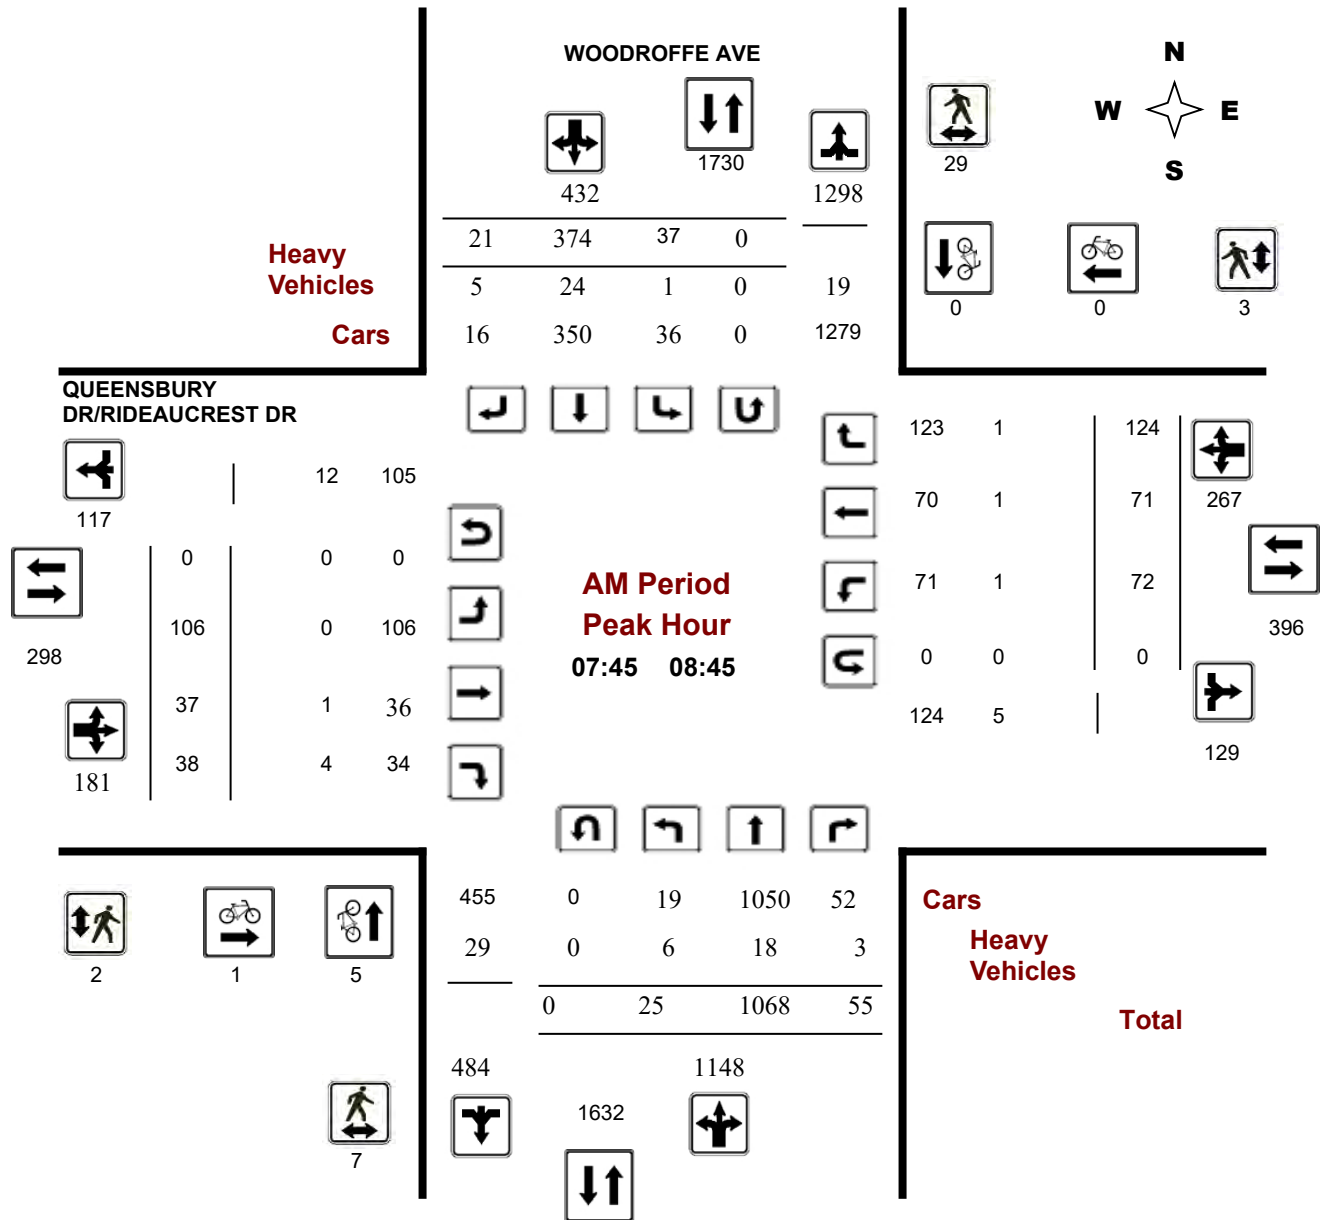 WOODROFFE AVE
N
W E
S
1730
29
432
1298
21 374 37 0
Heavy
Vehicles
5 24 1 0 19
0 0 3
Cars
16 350 36 0 1279
QUEENSBURY
DR/RIDEAUCREST DR
123 1 124
12 105
117
70 1 71 267
0 0 0
AM Period
71 1 72
106 0 106
Peak Hour
396
298
07:45 08:45
0 0 0
37 1 36
124 5
129
38 4 34
181
455 0 19 1050 52
Cars
29 0 6 18 3
Heavy
Vehicles
2 1 5
0 25 1068 55
Total
484 1148
1632
7